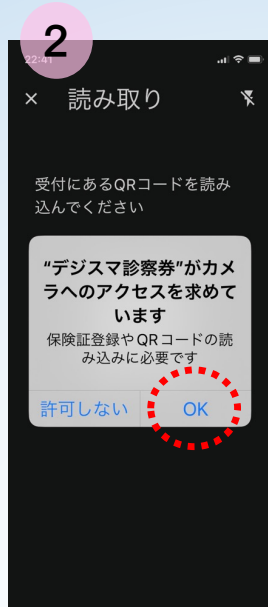 2
22:41
× 読み取り
受付にあるQRコードを読み
込んでください
“デジスマ診察券”がカメ
ラへのアクセスを求めて
います
保険証登録やQRコードの読
み込みに必要です
許可しない OK